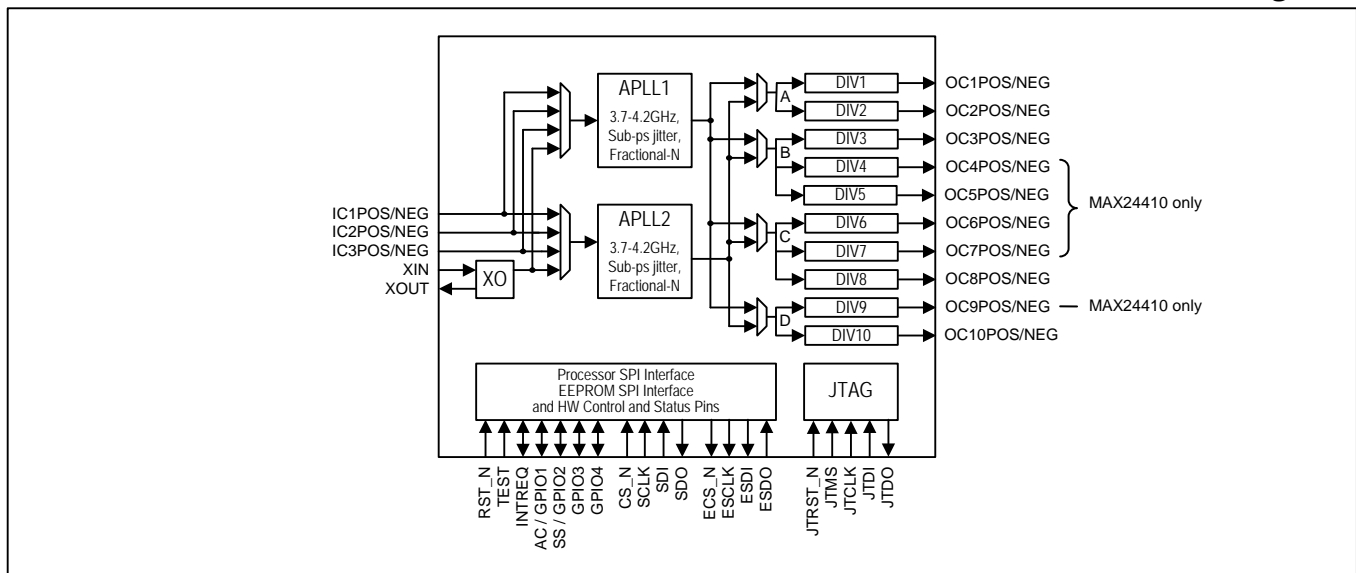 APLL1
3.7-4.2GHz,
Sub-ps jitter,
Fractional-N
APLL2
3.7-4.2GHz,
Sub-ps jitter,
Fractional-N
IC1POS/NEG
IC2POS/NEG
IC3POS/NEG
XIN
XOUT
XO
A
B
C
D
DIV1
DIV2
DIV3
DIV4
DIV5
DIV6
DIV7
DIV8
DIV9
DIV10
OC1POS/NEG
OC2POS/NEG
OC3POS/NEG
OC4POS/NEG
OC5POS/NEG
OC6POS/NEG
OC7POS/NEG
OC8POS/NEG
OC9POS/NEG
OC10POS/NEG
MAX24410 only
MAX24410 only
Processor SPI Interface
EEPROM SPI Interface
and HW Control and Status Pins
JTAG
RST_N
TEST
INTREQ
AC / GPIO1
SS / GPIO2
GPIO3
GPIO4
CS_N
SCLK
SDI
SDO
ECS_N
ESCLK
ESDI
ESDO
JTRST_N
JTMS
JTCLK
JTDI
JTDO